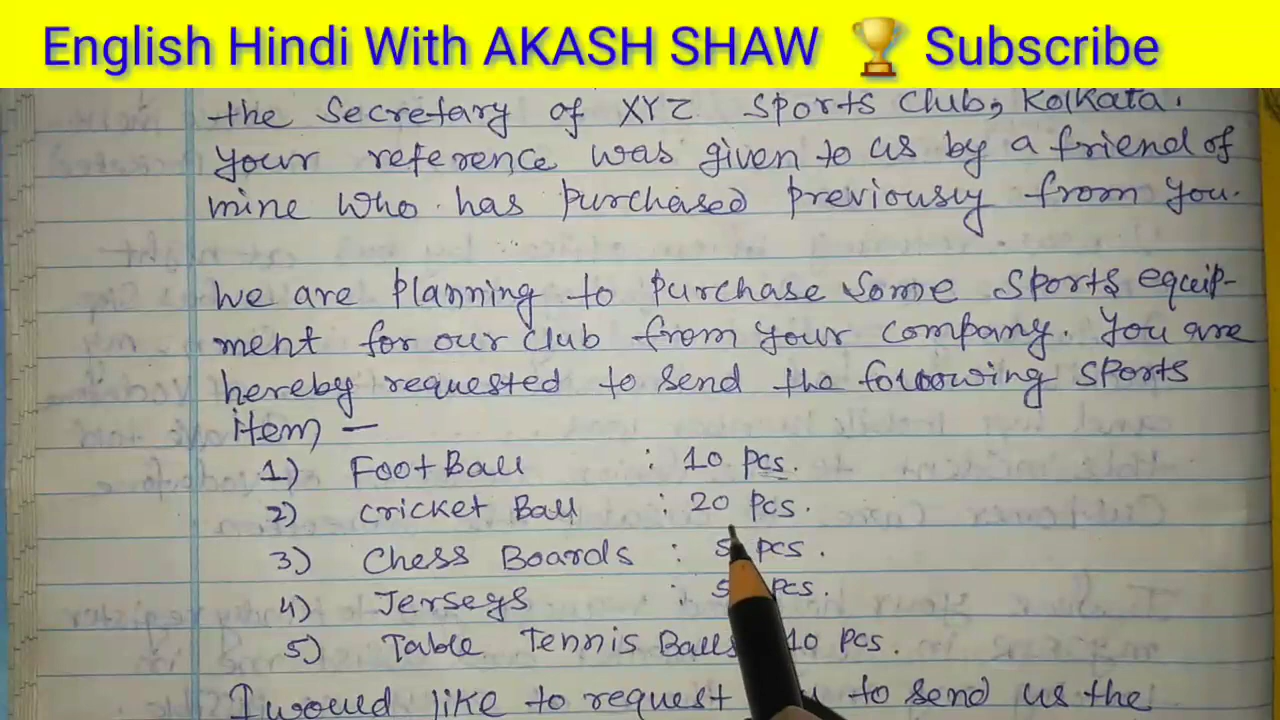 English Hindi With AKASH SHAW 🏆 Subscribe
the Secretary of XYZ Sports Club, Kolkata.
Your reference was given to us by a friend of
mine who has purchased previously from you.
We are planning to purchase some sports equip-
ment for our club from your company. You are
hereby requested to send the following sports
item —
1) FootBall : 10 pcs.
2) Cricket Ball : 20 pcs.
3) Chess Boards : 5 pcs.
4) Jerseys : 5 pcs.
5) Table Tennis Balls 10 pcs.
I would like to request to send us the